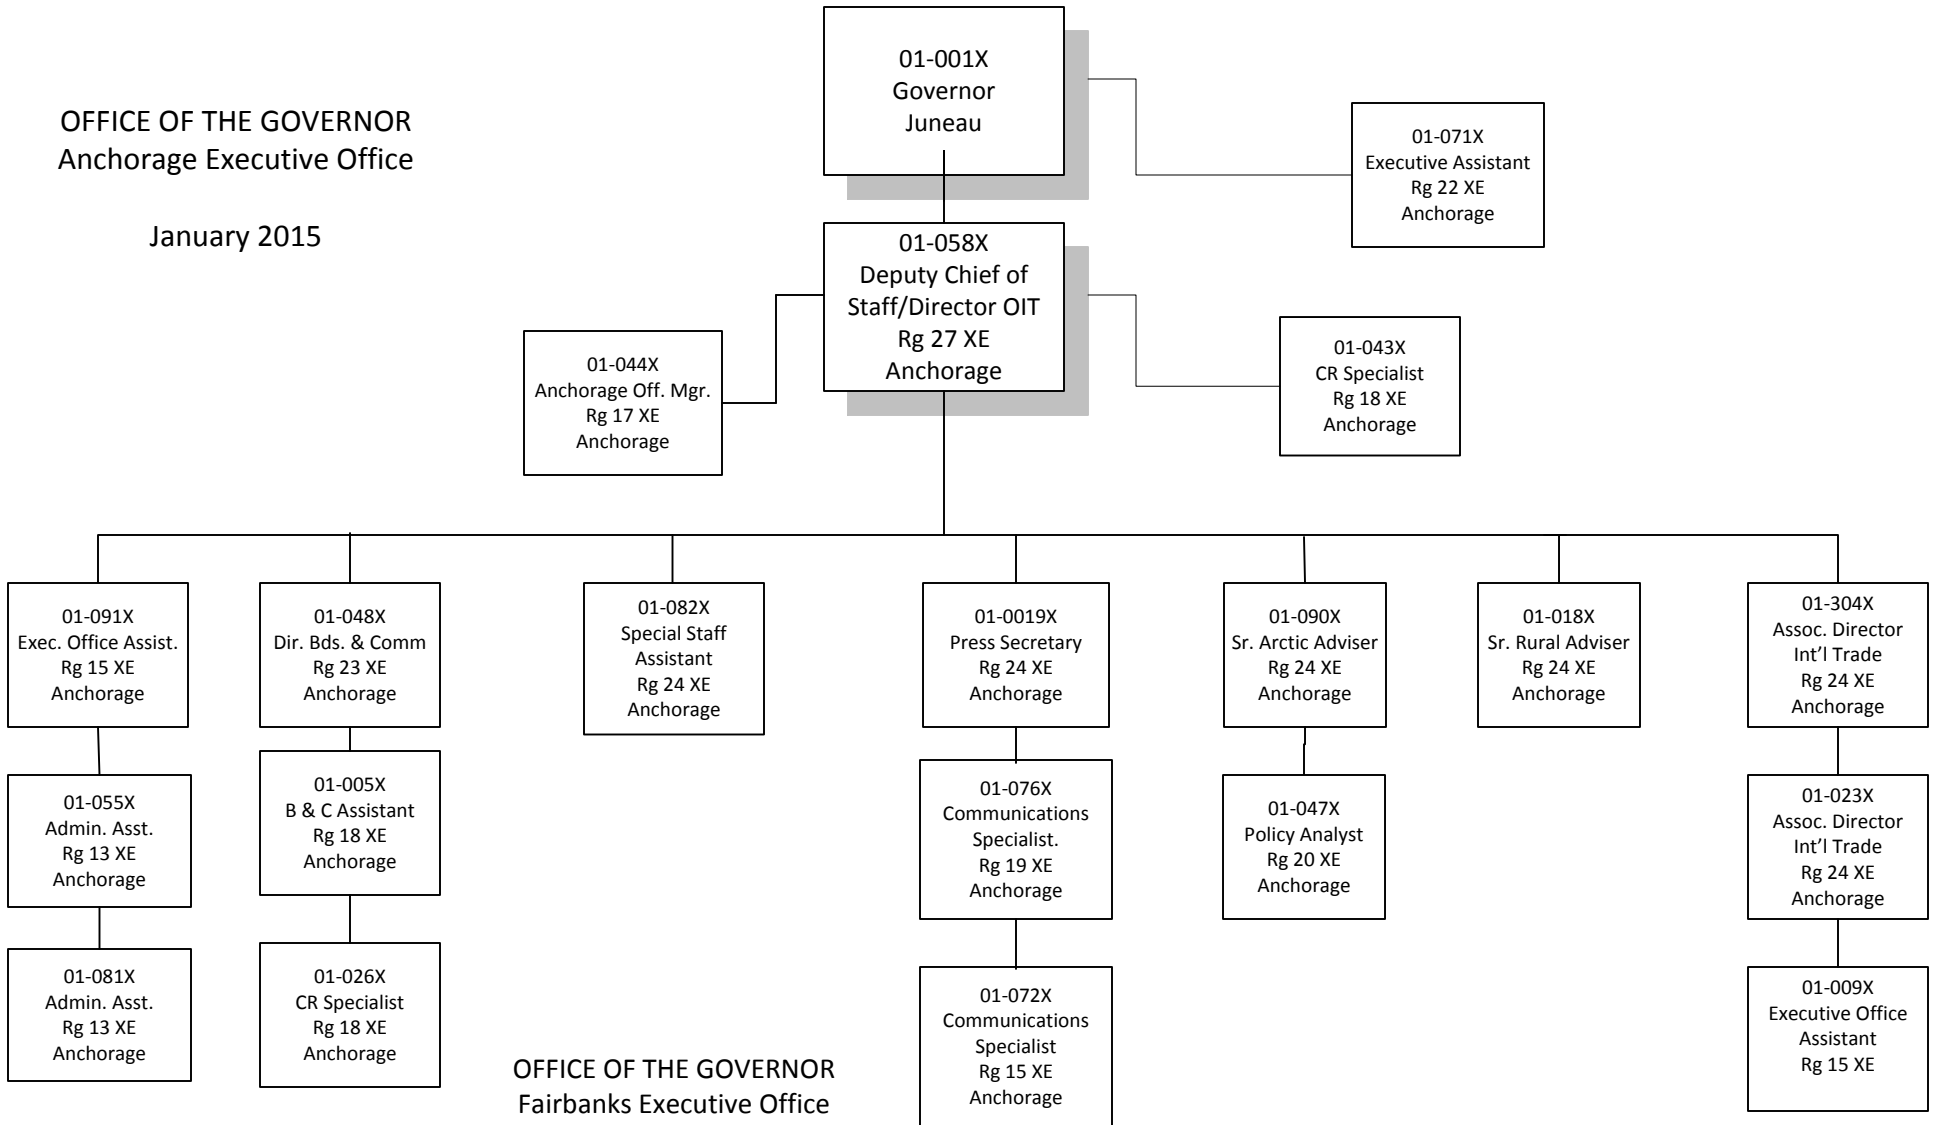 OFFICE OF THE GOVERNOR
Anchorage Executive Office
January 2015
01-001X
Governor
Juneau
01-071X
Executive Assistant
Rg 22 XE
Anchorage
01-058X
Deputy Chief of
Staff/Director OIT
Rg 27 XE
Anchorage
01-044X
Anchorage Off. Mgr.
Rg 17 XE
Anchorage
01-043X
CR Specialist
Rg 18 XE
Anchorage
01-091X
Exec. Office Assist.
Rg 15 XE
Anchorage
01-048X
Dir. Bds. & Comm
Rg 23 XE
Anchorage
01-082X
Special Staff
Assistant
Rg 24 XE
Anchorage
01-0019X
Press Secretary
Rg 24 XE
Anchorage
01-090X
Sr. Arctic Adviser
Rg 24 XE
Anchorage
01-018X
Sr. Rural Adviser
Rg 24 XE
Anchorage
01-304X
Assoc. Director
Int’l Trade
Rg 24 XE
Anchorage
01-055X
Admin. Asst.
Rg 13 XE
Anchorage
01-005X
B & C Assistant
Rg 18 XE
Anchorage
01-076X
Communications
Specialist.
Rg 19 XE
Anchorage
01-047X
Policy Analyst
Rg 20 XE
Anchorage
01-023X
Assoc. Director
Int’l Trade
Rg 24 XE
Anchorage
01-081X
Admin. Asst.
Rg 13 XE
Anchorage
01-026X
CR Specialist
Rg 18 XE
Anchorage
01-072X
Communications
Specialist
Rg 15 XE
Anchorage
01-009X
Executive Office
Assistant
Rg 15 XE
OFFICE OF THE GOVERNOR
Fairbanks Executive Office